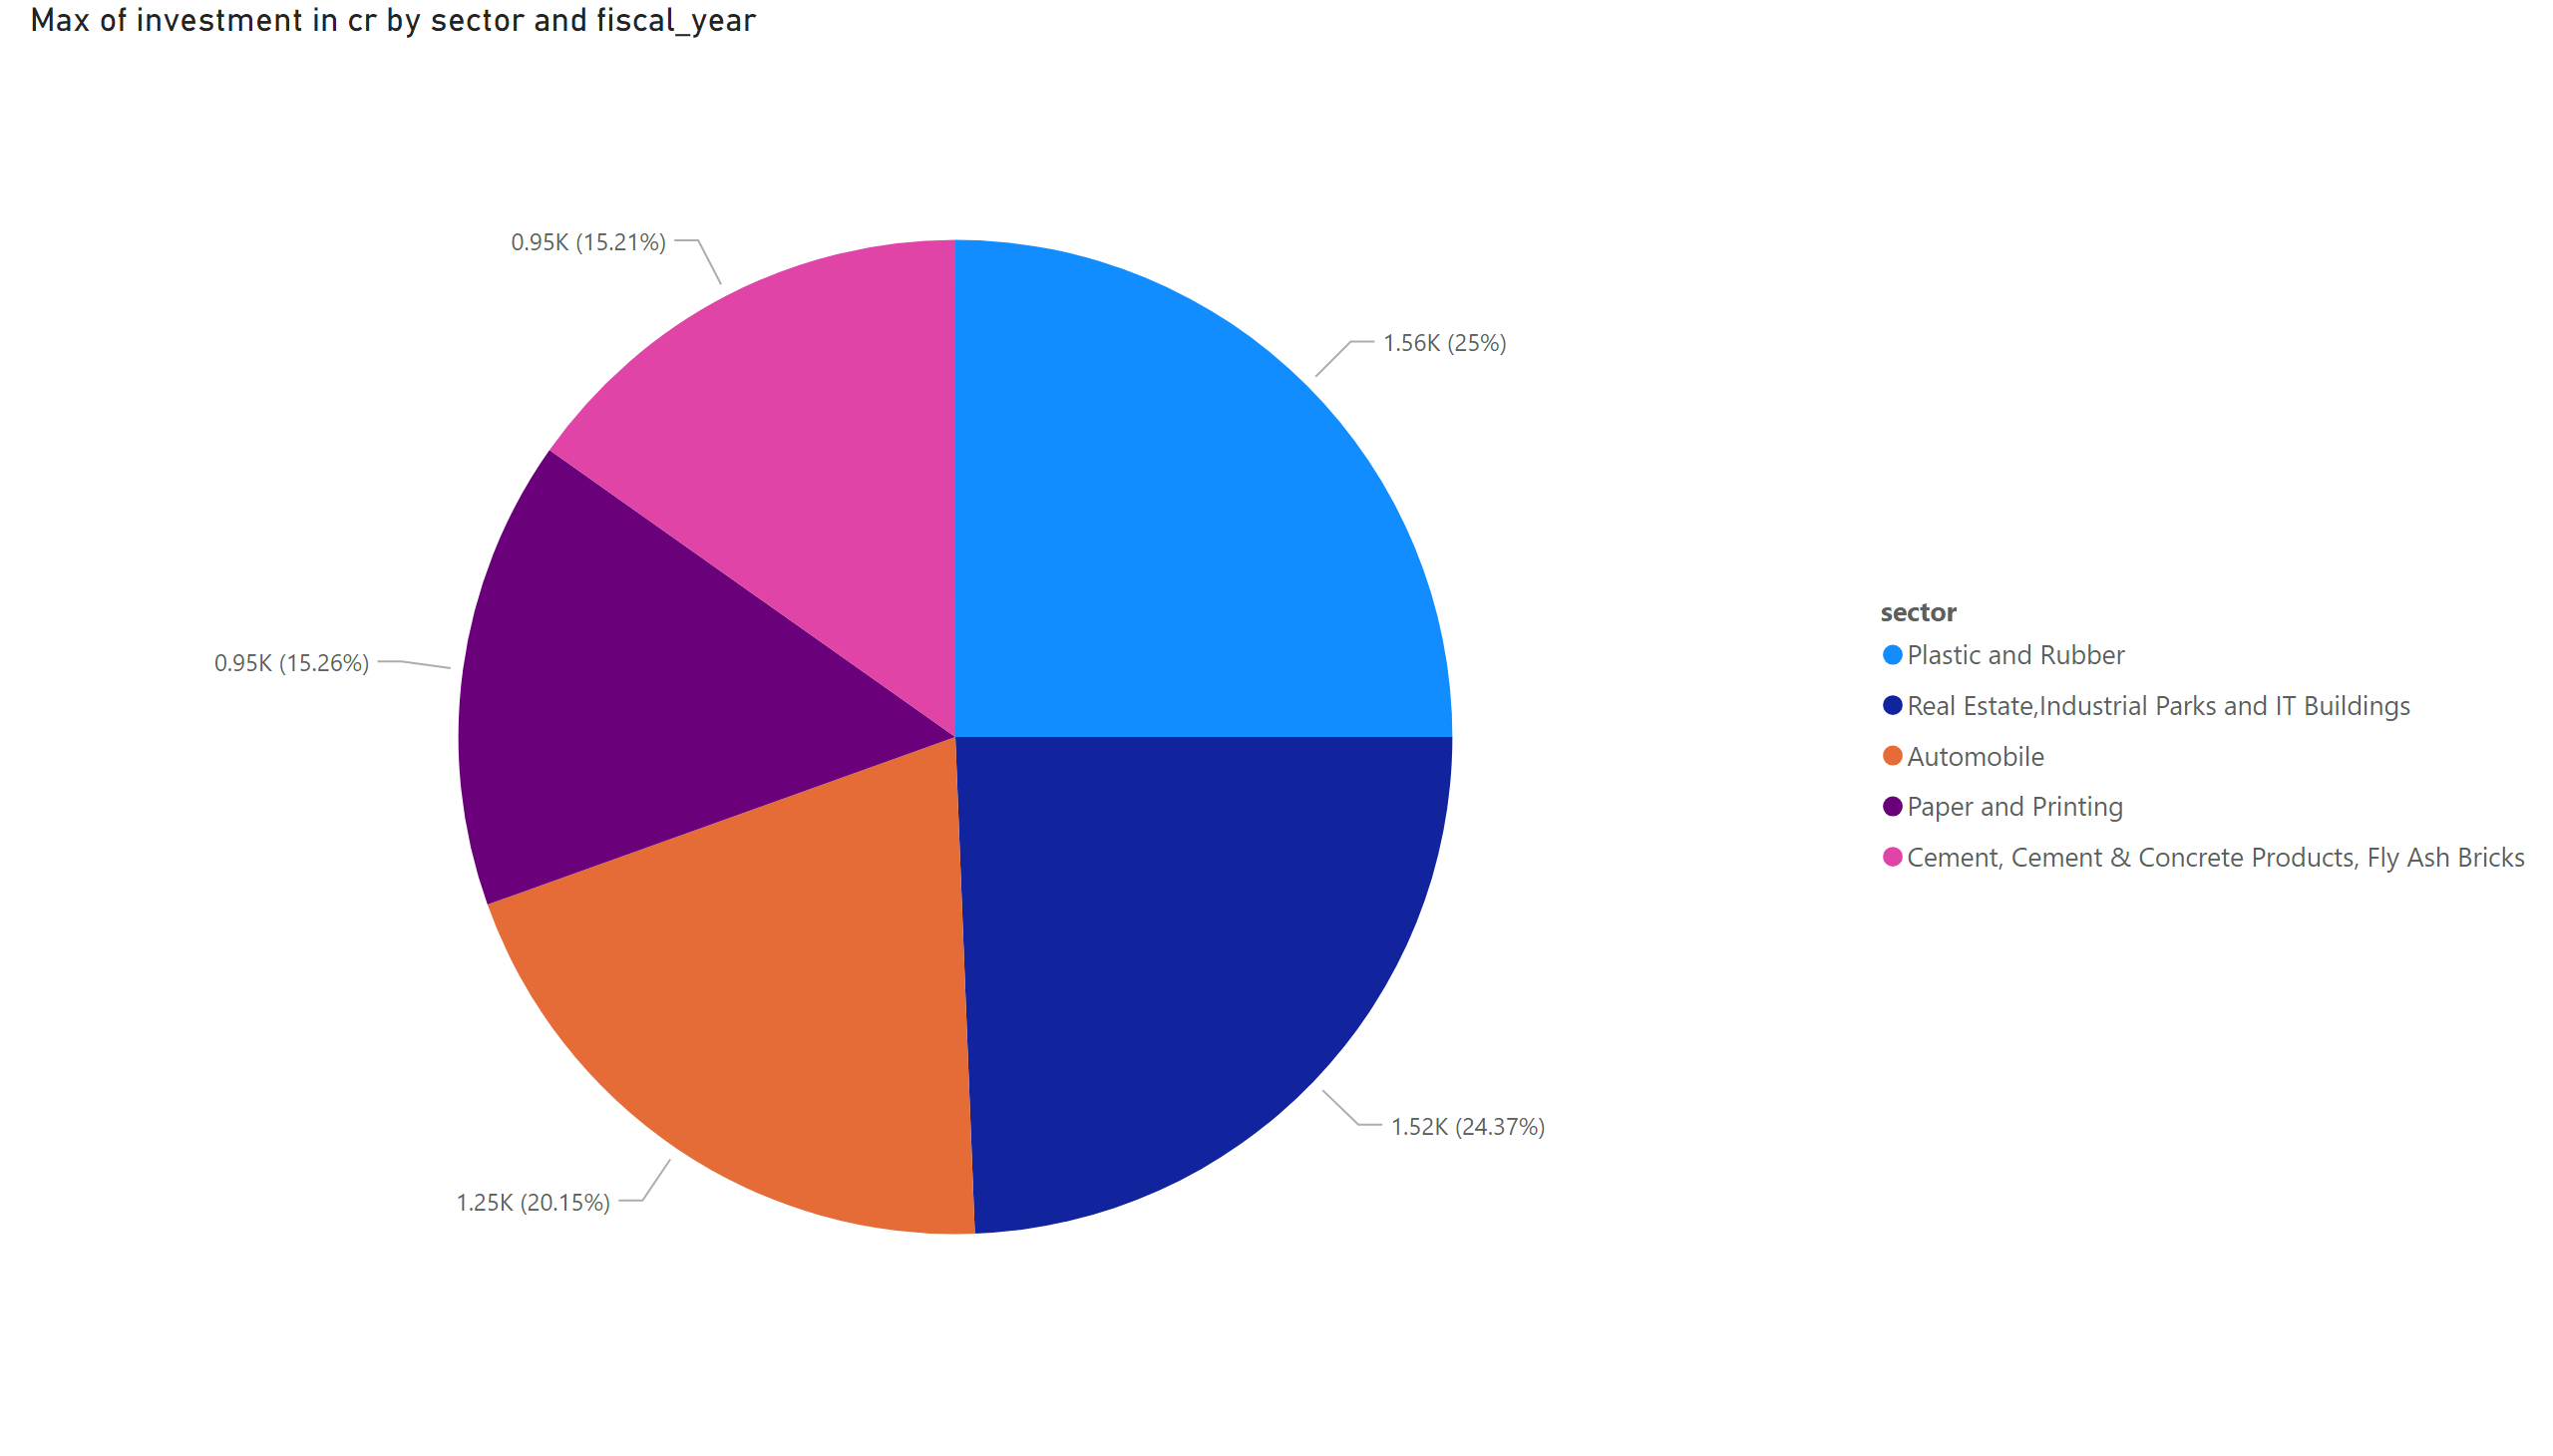 Max of investment in cr by sector and fiscal_year
0.95K (15.21%)
1.56K (25%)
0.95K (15.26%)
1.52K (24.37%)
1.25K (20.15%)
sector
Plastic and Rubber
Real Estate,Industrial Parks and IT Buildings
Automobile
Paper and Printing
Cement, Cement & Concrete Products, Fly Ash Bricks